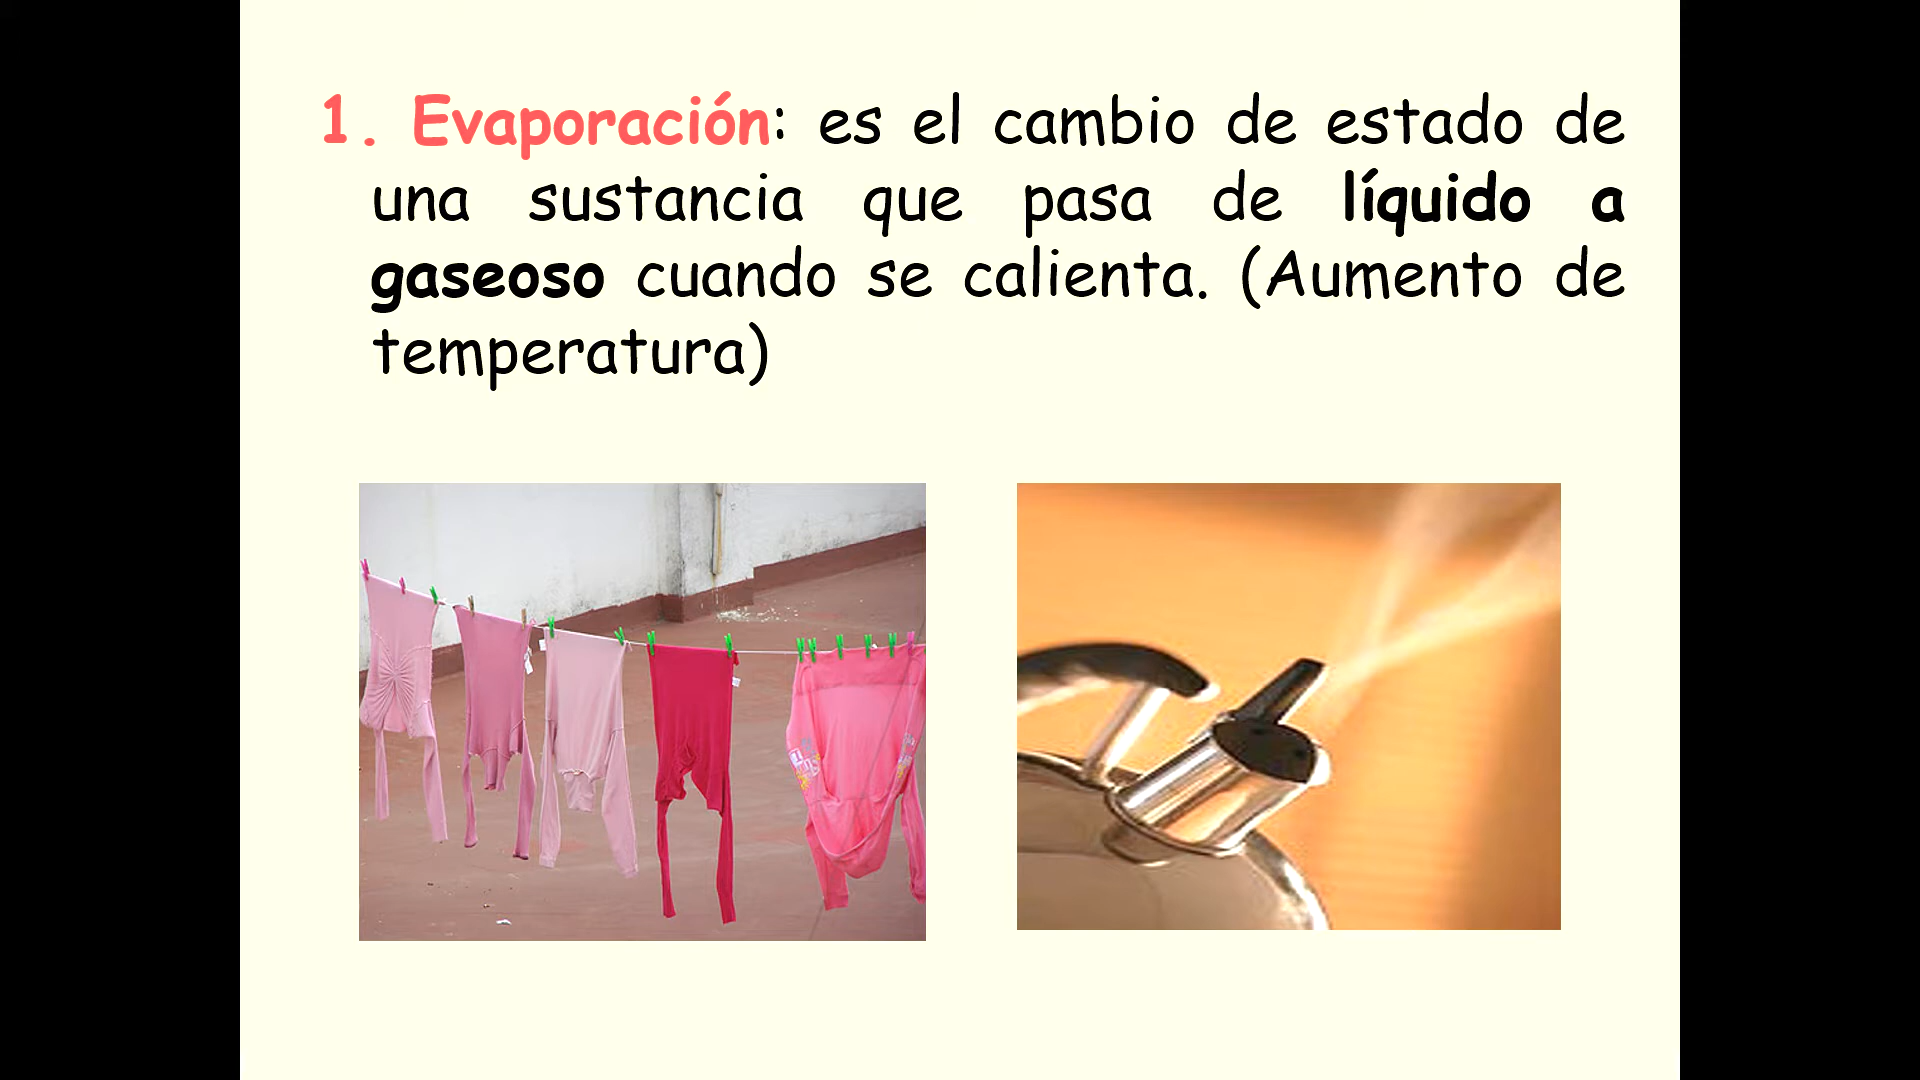 1. Evaporación: es el cambio de estado de
una sustancia que pasa de líquido a
gaseoso cuando se calienta. (Aumento de
temperatura)